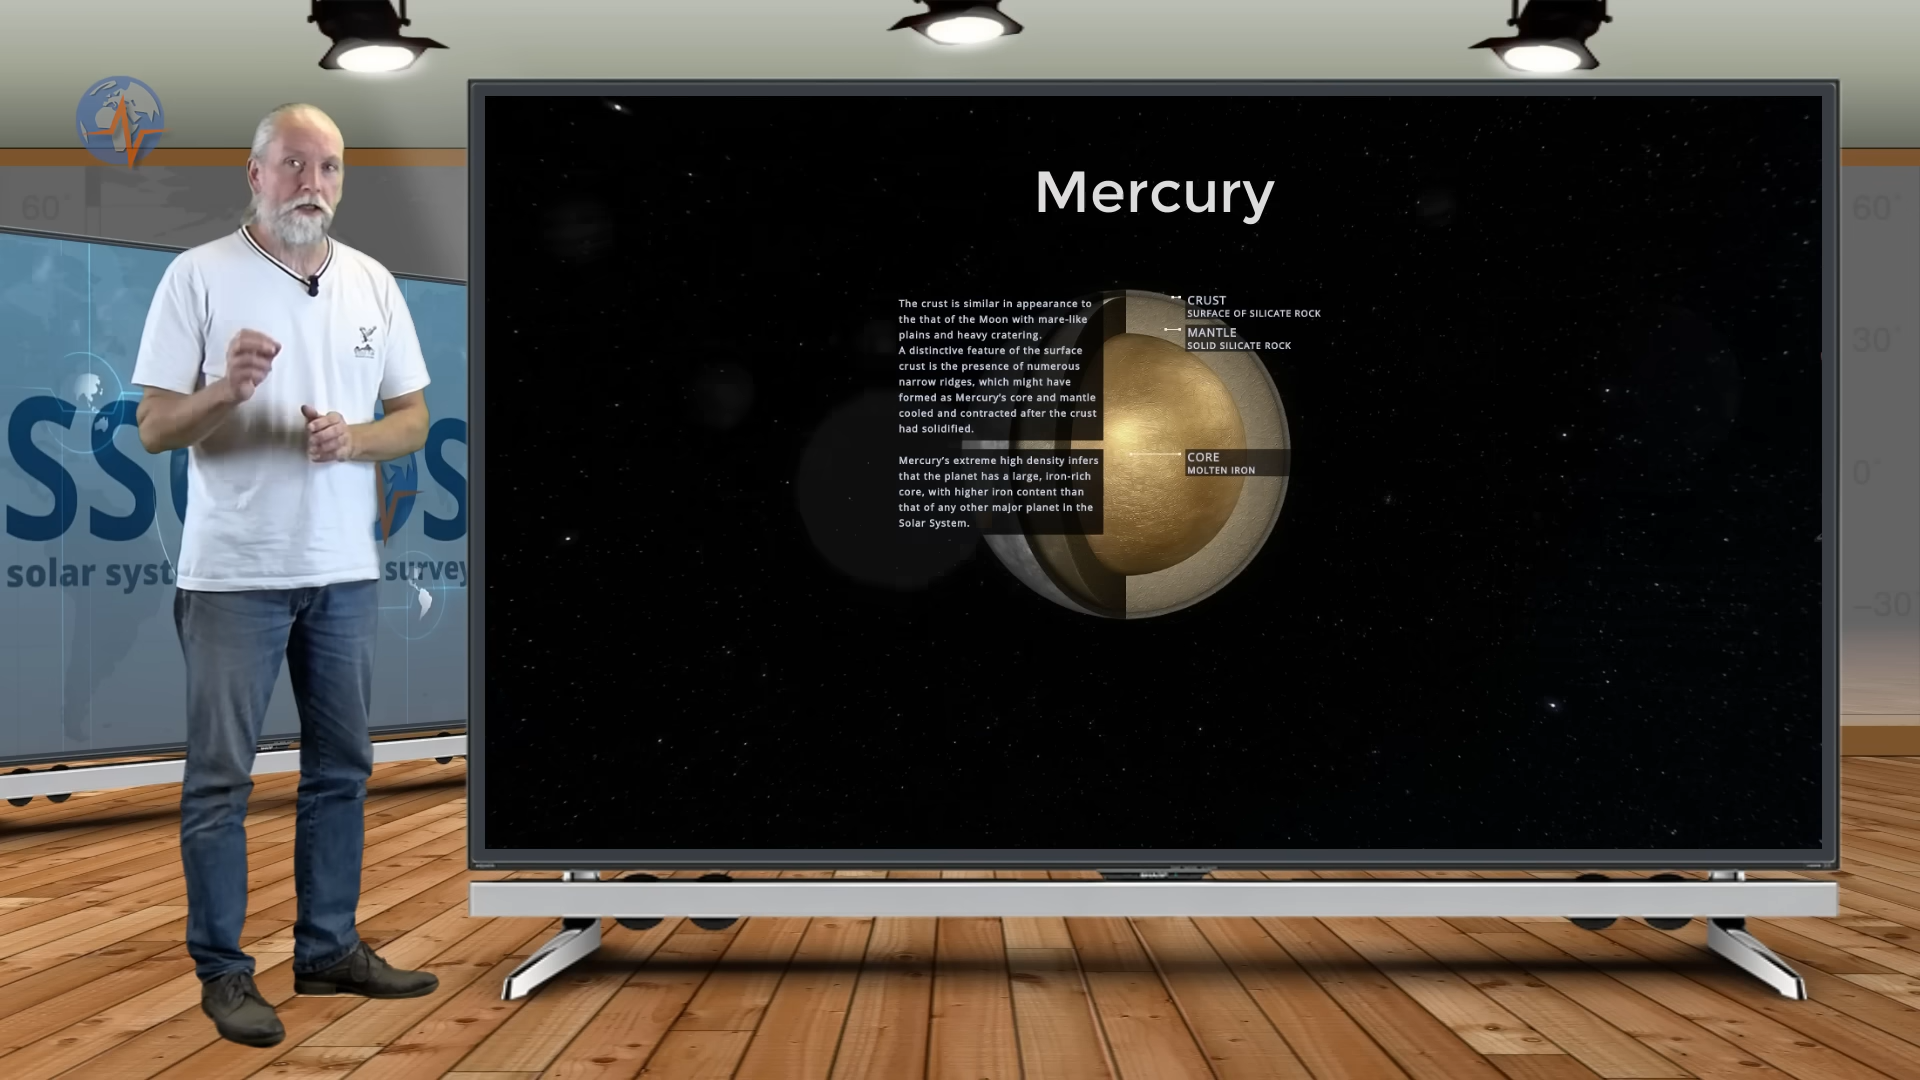 Mercury
The crust is similar in appearance to
the that of the Moon with mare-like
plains and heavy cratering.
A distinctive feature of the surface
crust is the presence of numerous
narrow ridges, which might have
formed as Mercury's core and mantle
cooled and contracted after the crust
had solidified.
Mercury's extreme high density infers
that the planet has a large, iron-rich
core, with higher iron content than
that of any other major planet in the
Solar System.
CRUST
SURFACE OF SILICATE ROCK
MANTLE
SOLID SILICATE ROCK
CORE
MOLTEN IRON
60°
solar syst survey
60°
30°
0°
−30°